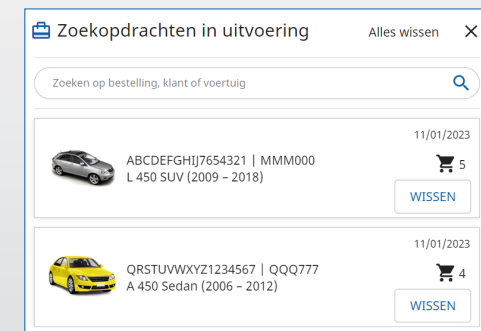 Zoekopdrachten in uitvoering
Alles wissen
Zoeken op bestelling, klant of voertuig
11/01/2023
ABCDEFGHIJ7654321 | MMM000
5
L 450 SUV (2009 – 2018)
WISSEN
11/01/2023
QRSTUVWXYZ1234567 | QQQ777
4
A 450 Sedan (2006 – 2012)
WISSEN